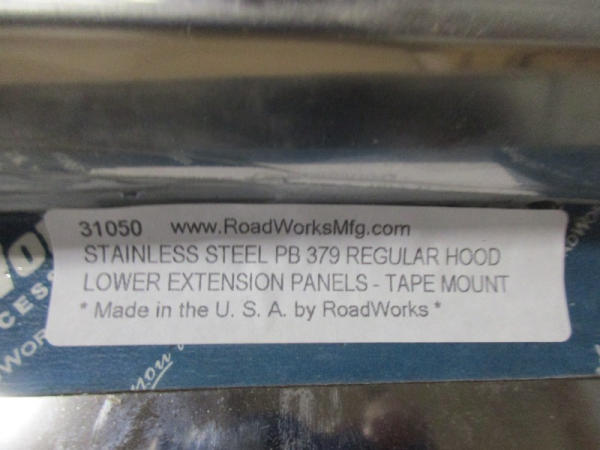 31050 www.RoadWorksMfg.com
STAINLESS STEEL PB 379 REGULAR HOOD
LOWER EXTENSION PANELS - TAPE MOUNT
* Made in the U. S. A. by RoadWorks *